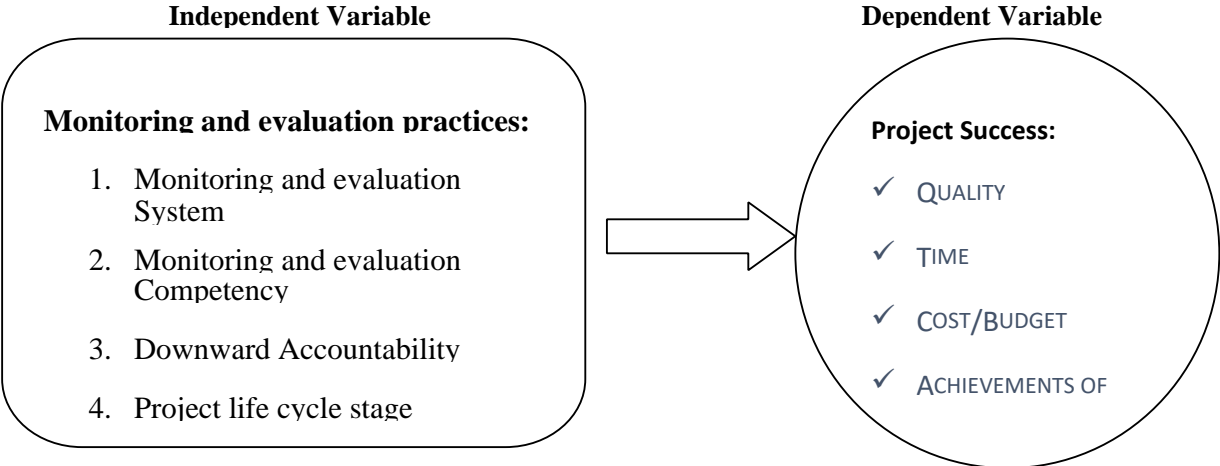 Independent Variable
Dependent Variable
Monitoring and evaluation practices:
1. Monitoring and evaluation
System
2. Monitoring and evaluation
Competency
3. Downward Accountability
4. Project life cycle stage
Project Success:
✓ QUALITY
✓ TIME
✓ COST/BUDGET
✓ ACHIEVEMENTS OF